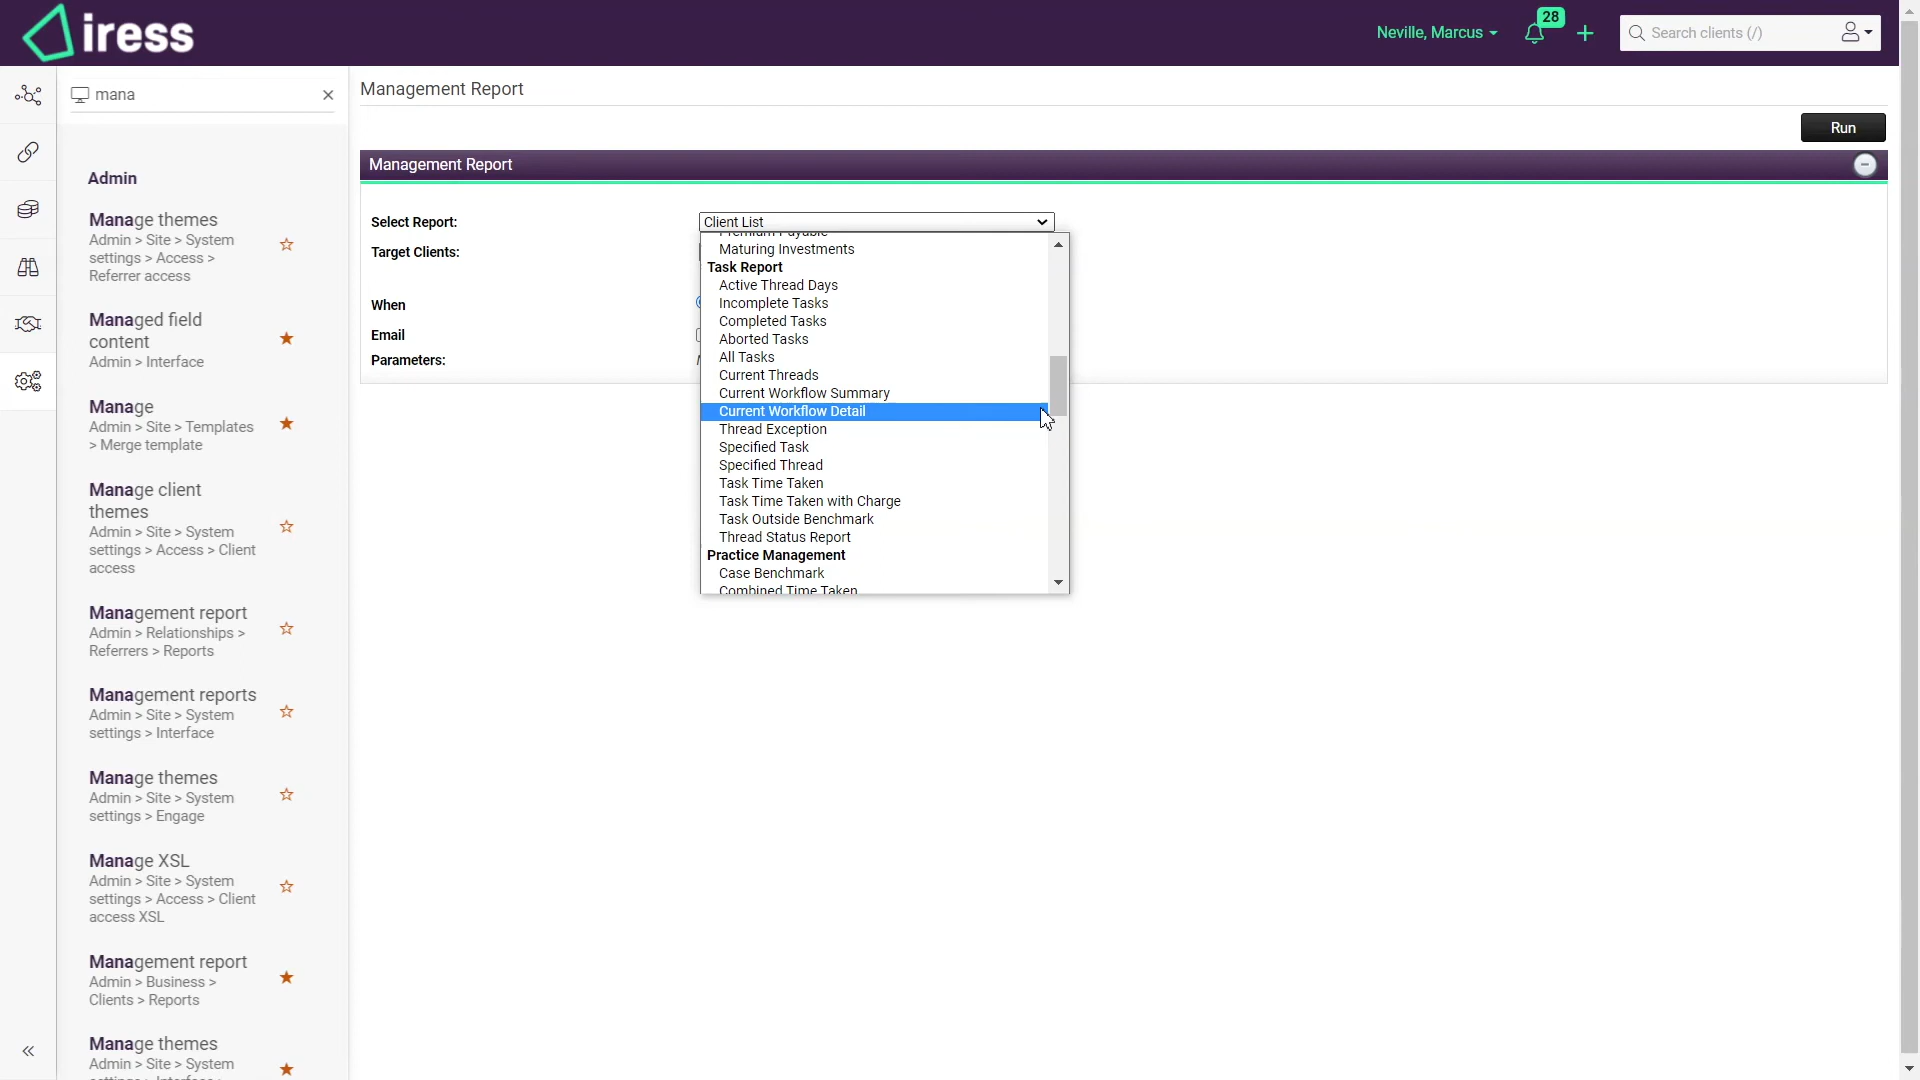 iress
Neville, Marcus
28
Search clients (/)
mana
Management Report
Run
Management Report
Admin
Manage themes
Admin > Site > System
settings > Access >
Referrer access
Managed field
content
Admin > Interface
Manage
Admin > Site > Templates
> Merge template
Manage client
themes
Admin > Site > System
settings > Access > Client
access
Management report
Admin > Relationships >
Referrers > Reports
Management reports
Admin > Site > System
settings > Interface
Manage themes
Admin > Site > System
settings > Engage
Manage XSL
Admin > Site > System
settings > Access > Client
access XSL
Management report
Admin > Business >
Clients > Reports
Manage themes
Admin > Site > System
Select Report:
Client List
Target Clients:
When
Email
Parameters:
Maturing Investments
Task Report
Active Thread Days
Incomplete Tasks
Completed Tasks
Aborted Tasks
All Tasks
Current Threads
Current Workflow Summary
Current Workflow Detail
Thread Exception
Specified Task
Specified Thread
Task Time Taken
Task Time Taken with Charge
Task Outside Benchmark
Thread Status Report
Practice Management
Case Benchmark
Combined Time Taken